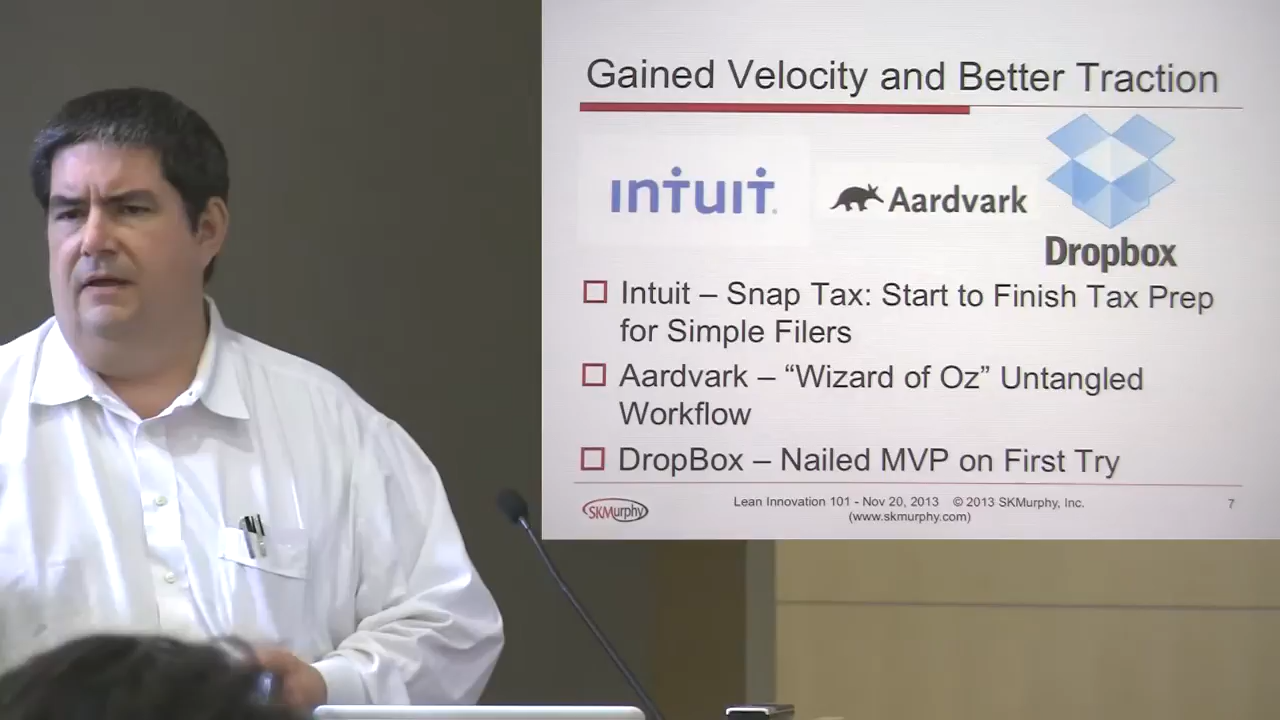 Gained Velocity and Better Traction
intuit.
Aardvark
Dropbox
Intuit – Snap Tax: Start to Finish Tax Prep
for Simple Filers
Aardvark – “Wizard of Oz” Untangled
Workflow
DropBox – Nailed MVP on First Try
SKMurphy
Lean Innovation 101 - Nov 20, 2013 © 2013 SKMurphy, Inc.
(www.skmurphy.com)
7